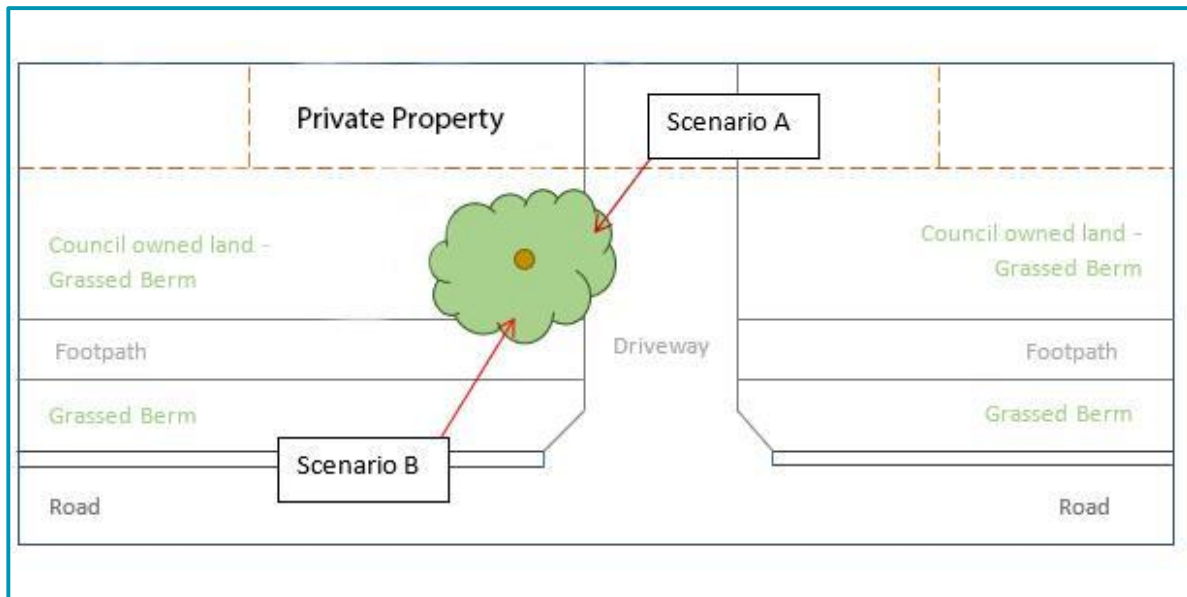 Private Property
Scenario A
Council owned land -
Grassed Berm
Council owned land -
Grassed Berm
Footpath
Driveway
Footpath
Grassed Berm
Grassed Berm
Scenario B
Road
Road